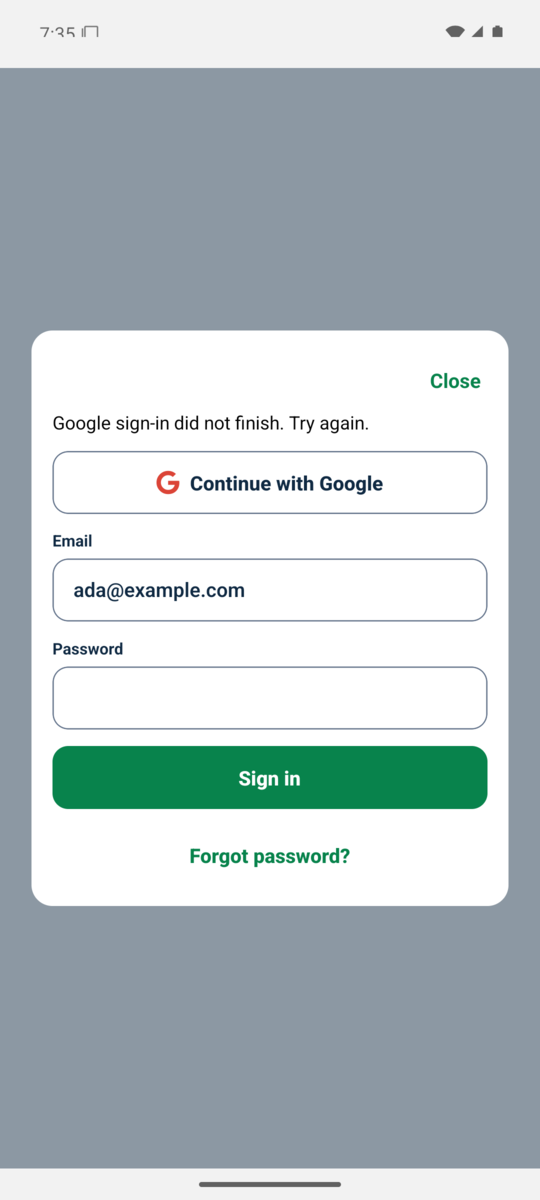 7:35
Close
Google sign-in did not finish. Try again.
G Continue with Google
Email
ada@example.com
Password
Sign in
Forgot password?